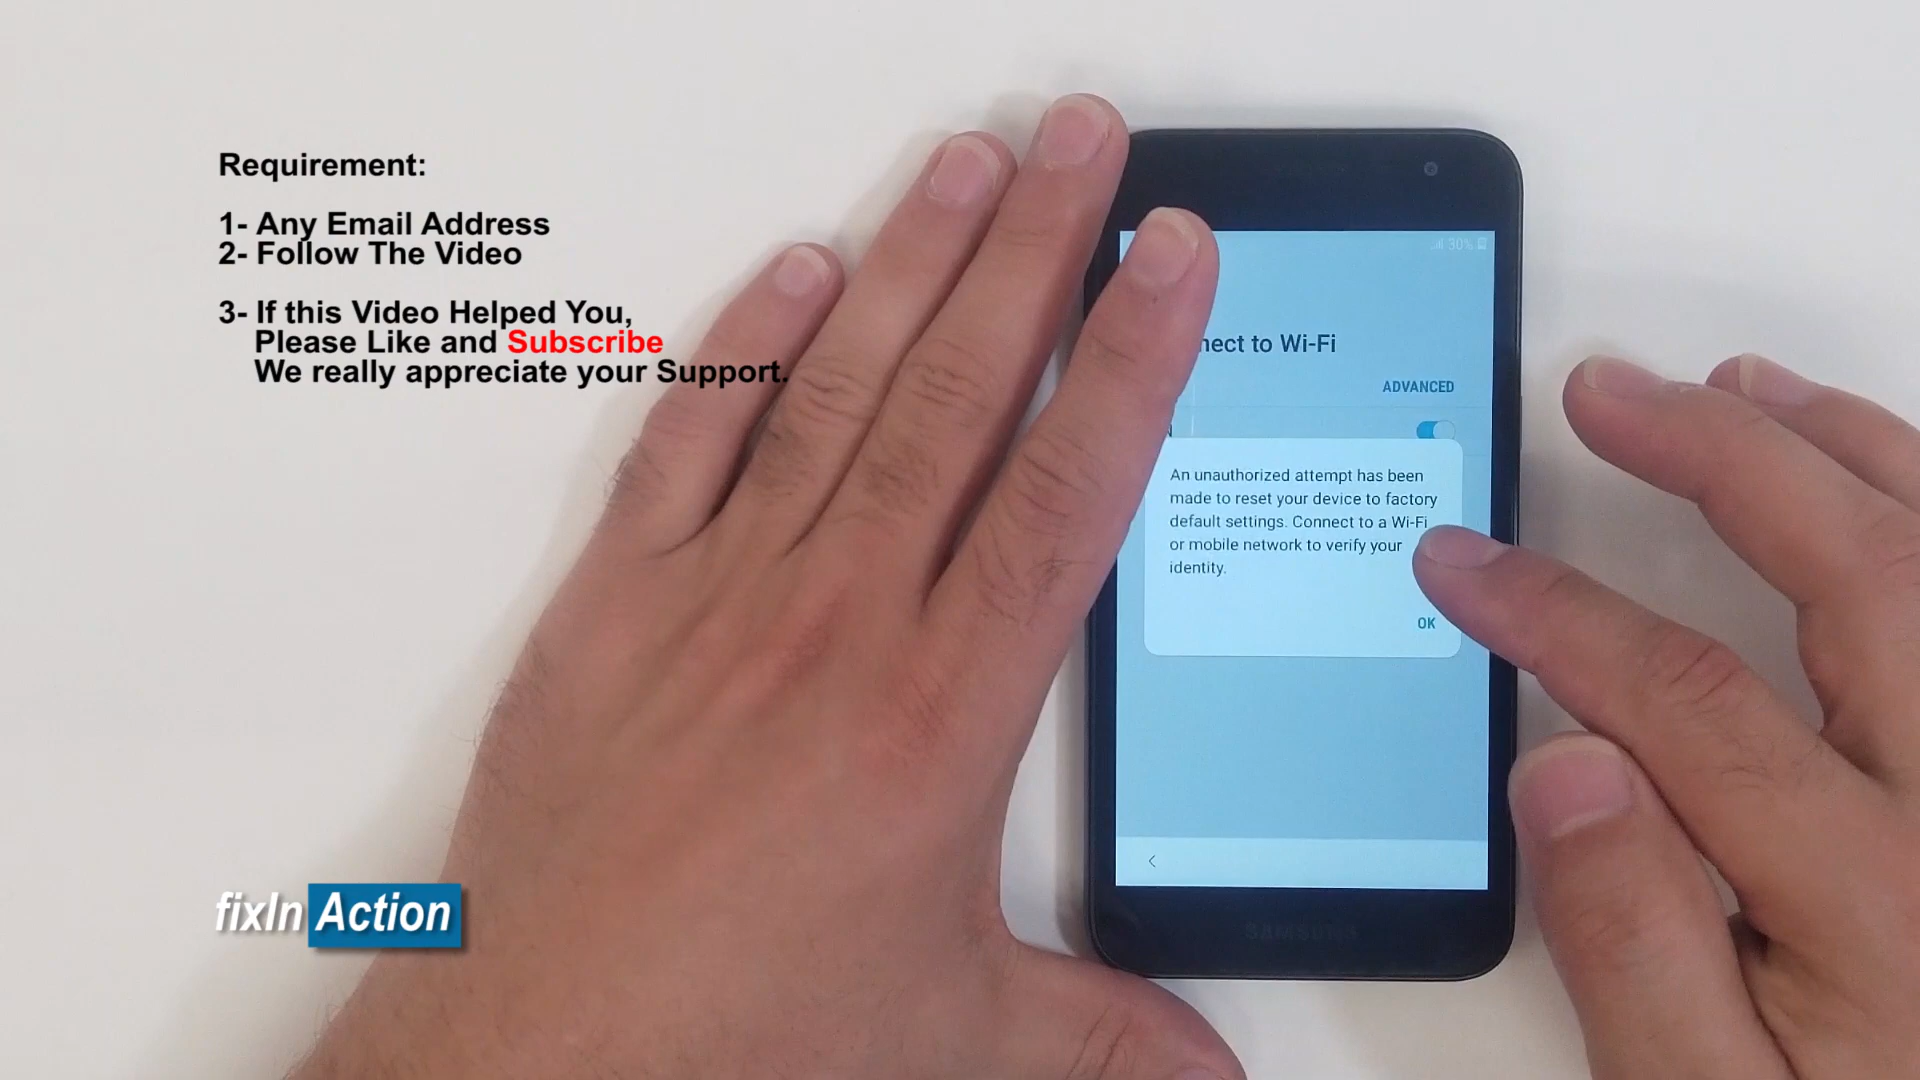 Requirement:
1- Any Email Address
2- Follow The Video
3- If this Video Helped You,
Please Like and Subscribe
We really appreciate your Support.
30%
nect to Wi-Fi
ADVANCED
An unauthorized attempt has been
made to reset your device to factory
default settings. Connect to a Wi-Fi
or mobile network to verify your
identity.
OK
SAMSUNG
fixIn Action